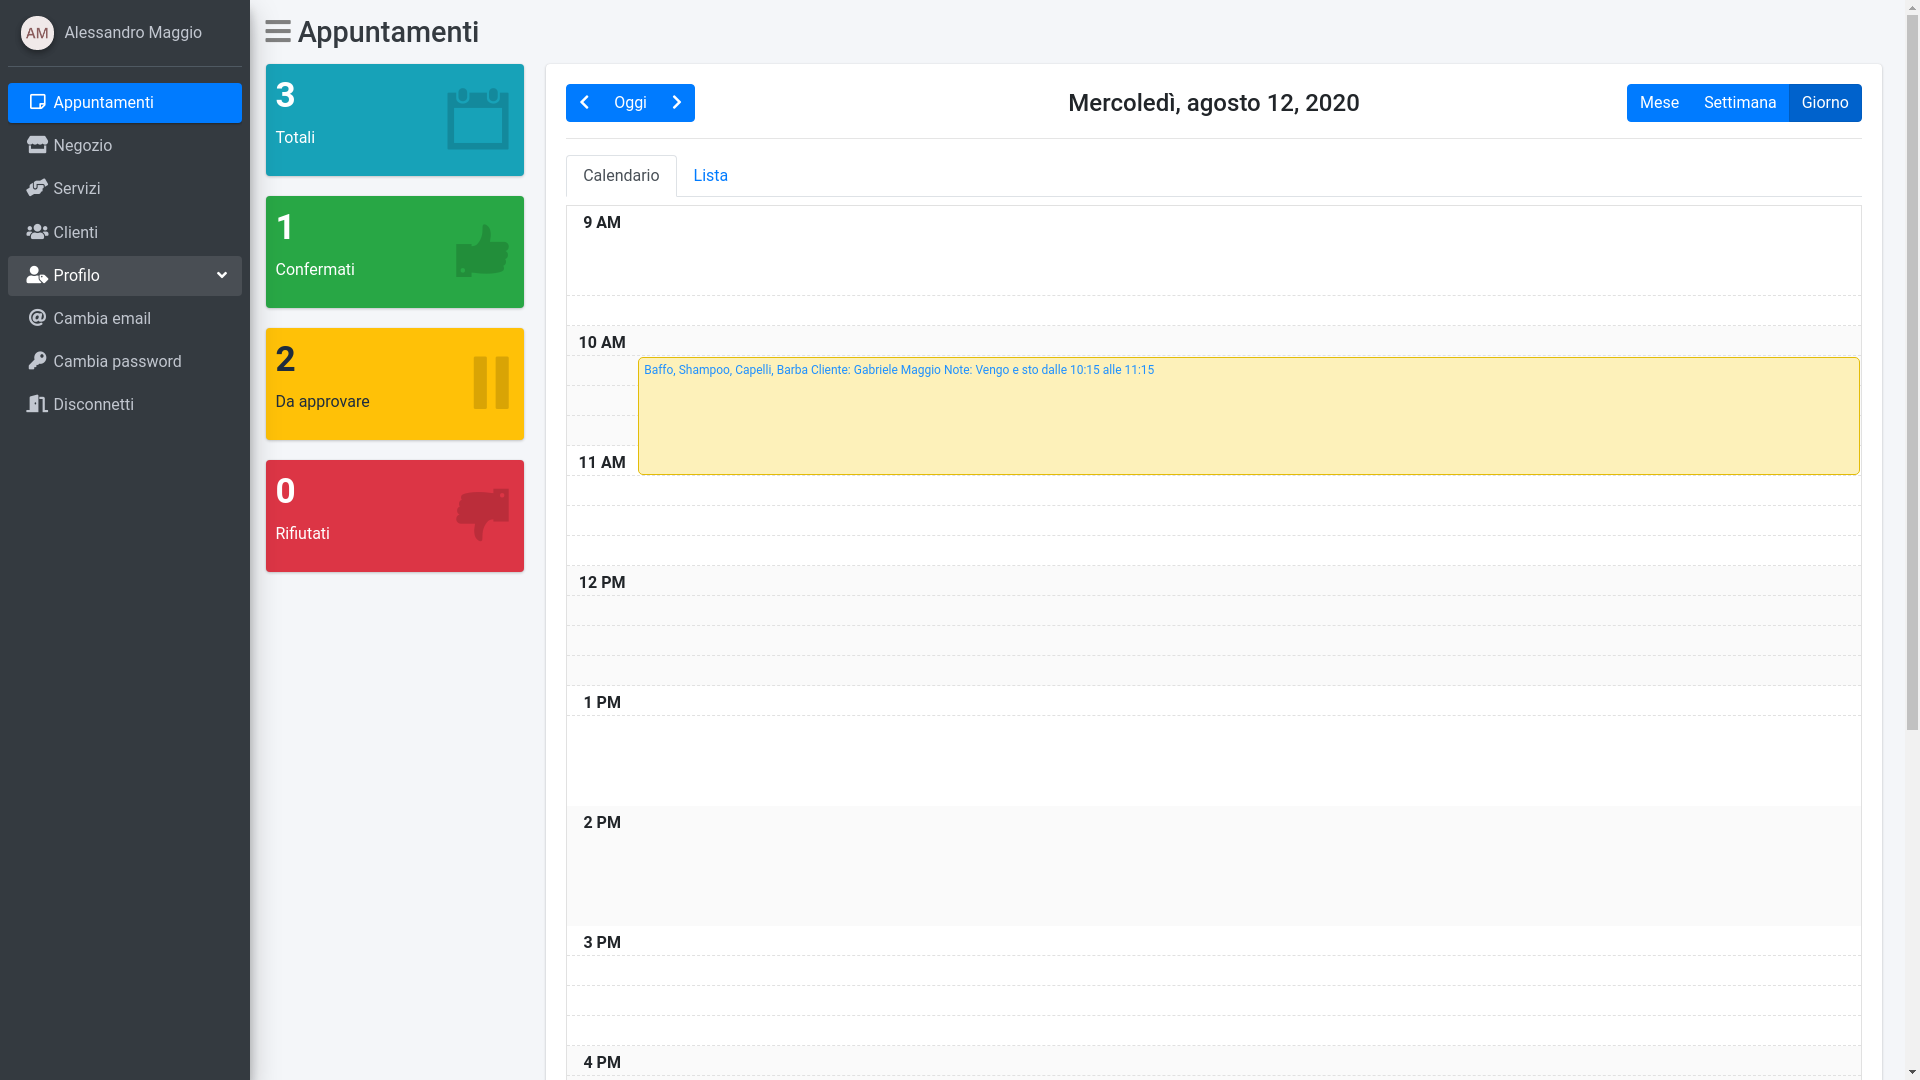 AM Alessandro Maggio
Appuntamenti
Negozio
Servizi
Clienti
Profilo
Cambia email
Cambia password
Disconnetti
Appuntamenti
3
Totali
1
Confermati
2
Da approvare
0
Rifiutati
Oggi
Mercoledì, agosto 12, 2020
Mese Settimana Giorno
Calendario Lista
9 AM
10 AM
Baffo, Shampoo, Capelli, Barba Cliente: Gabriele Maggio Note: Vengo e sto dalle 10:15 alle 11:15
11 AM
12 PM
1 PM
2 PM
3 PM
4 PM